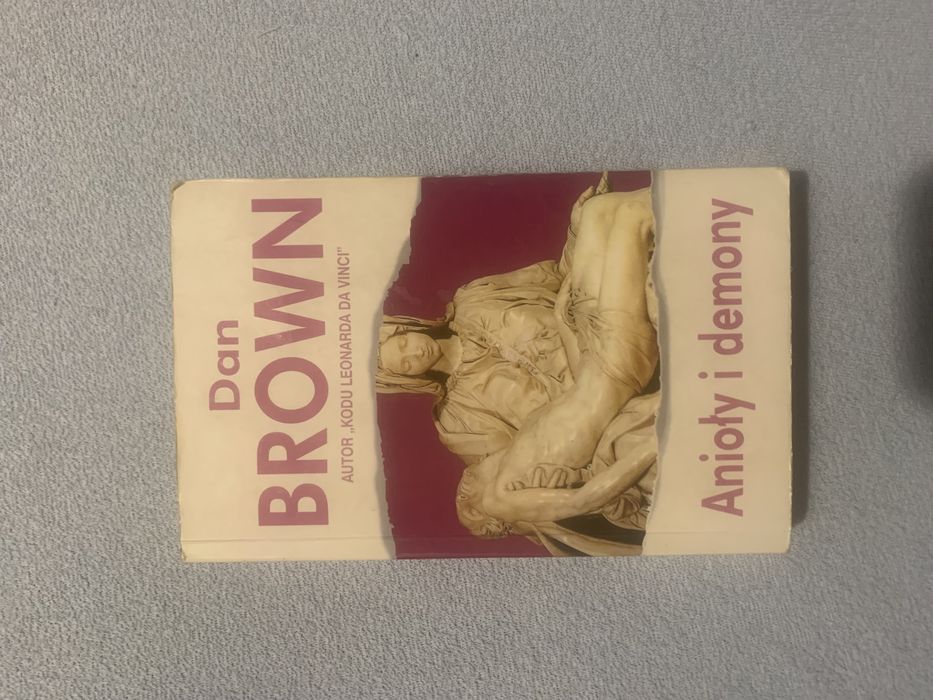 Dan
BROWN
AUTOR „KODU LEONARDA DA VINCI”
Anioły i demony